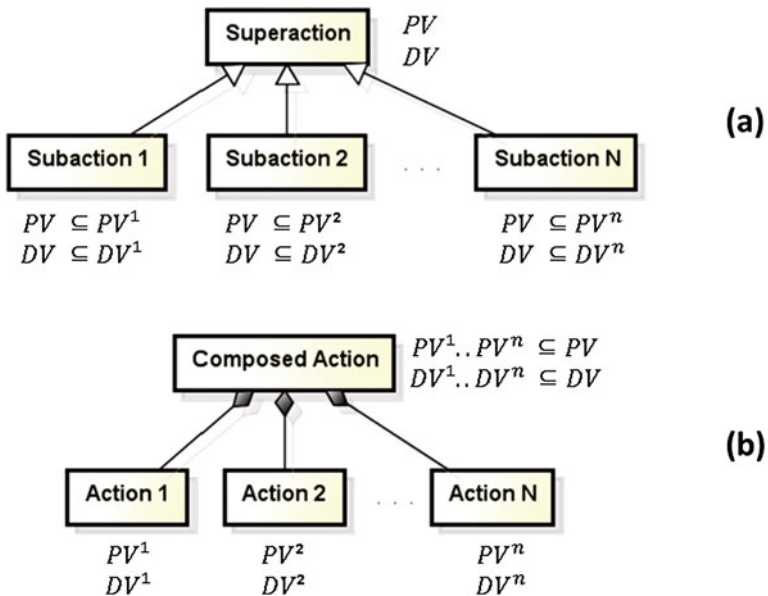 Superaction
PV
DV
(a)
Subaction 1
Subaction 2
. . .
Subaction N
PV ⊆ PV¹
DV ⊆ DV¹
PV ⊆ PV²
DV ⊆ DV²
PV ⊆ PVⁿ
DV ⊆ DVⁿ
Composed Action
PV¹..PVⁿ ⊆ PV
DV¹..DVⁿ ⊆ DV
(b)
Action 1
Action 2
. . .
Action N
PV¹
DV¹
PV²
DV²
PVⁿ
DVⁿ